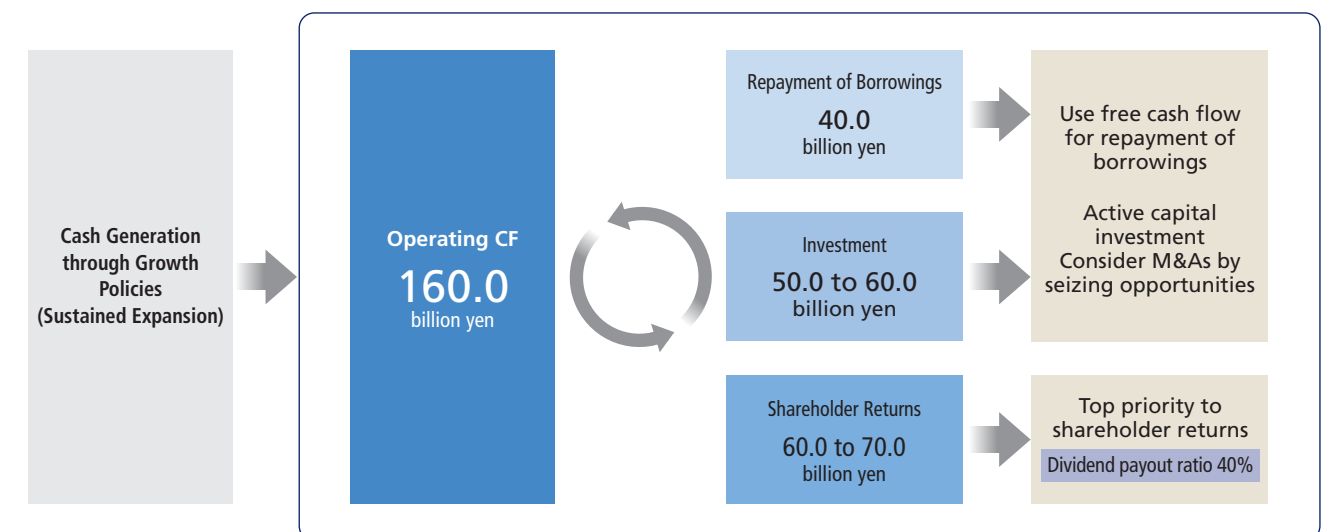 Cash Generation
through Growth
Policies
(Sustained Expansion)
Operating CF
160.0
billion yen
Repayment of Borrowings
40.0
billion yen
Investment
50.0 to 60.0
billion yen
Shareholder Returns
60.0 to 70.0
billion yen
Use free cash flow
for repayment of
borrowings
Active capital
investment
Consider M&As by
seizing opportunities
Top priority to
shareholder returns
Dividend payout ratio 40%